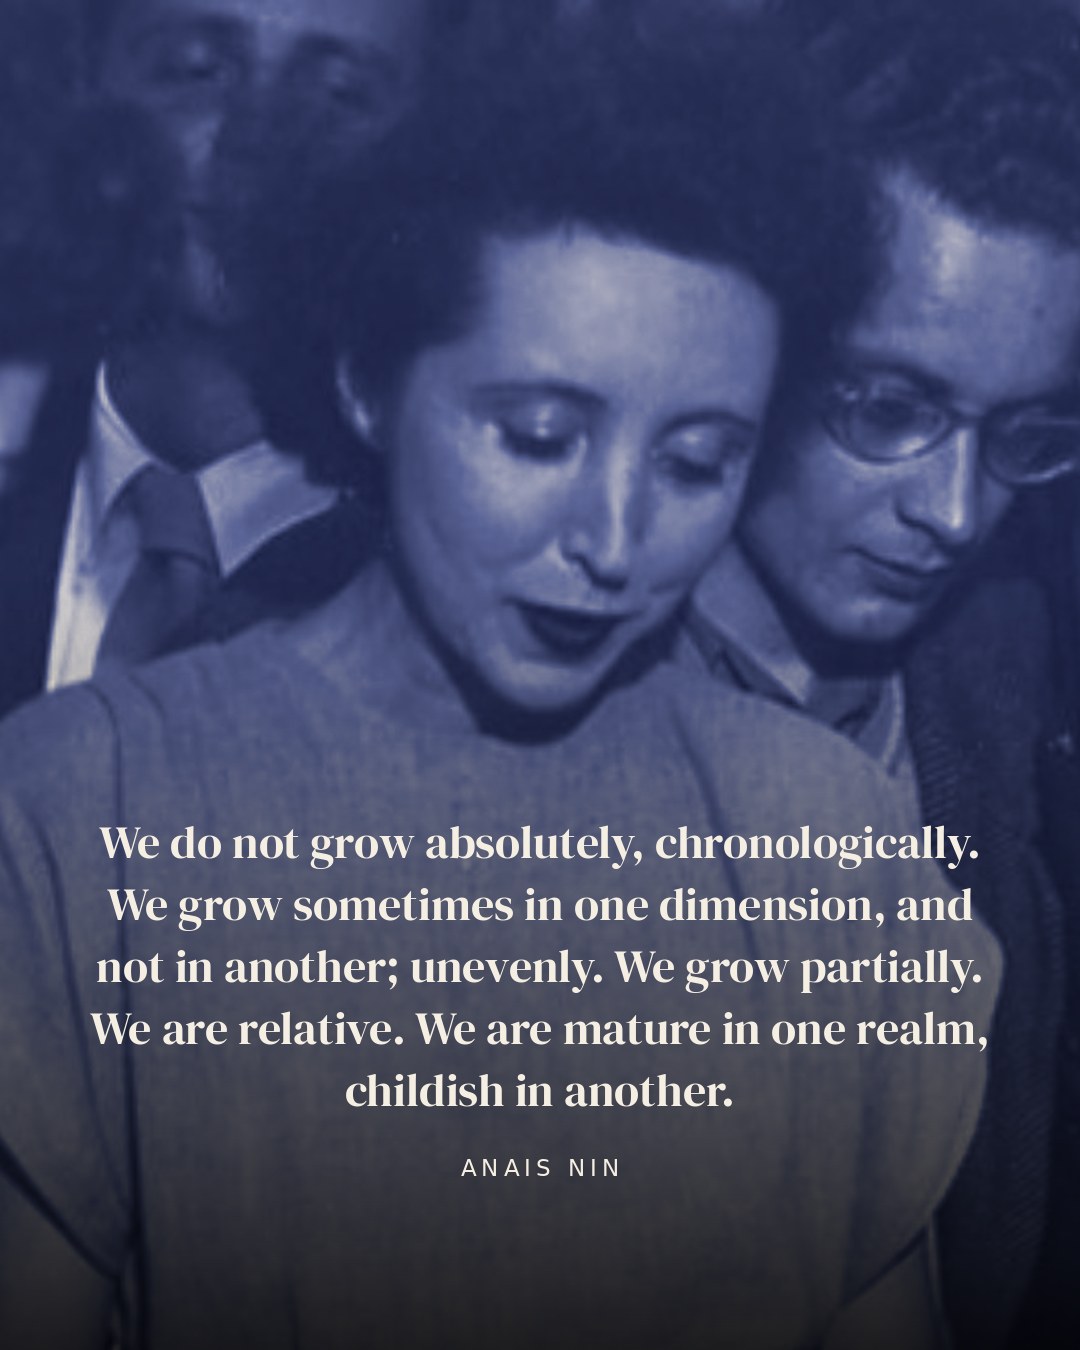 We do not grow absolutely, chronologically.
We grow sometimes in one dimension, and
not in another; unevenly. We grow partially.
We are relative. We are mature in one realm,
childish in another.
ANAIS NIN